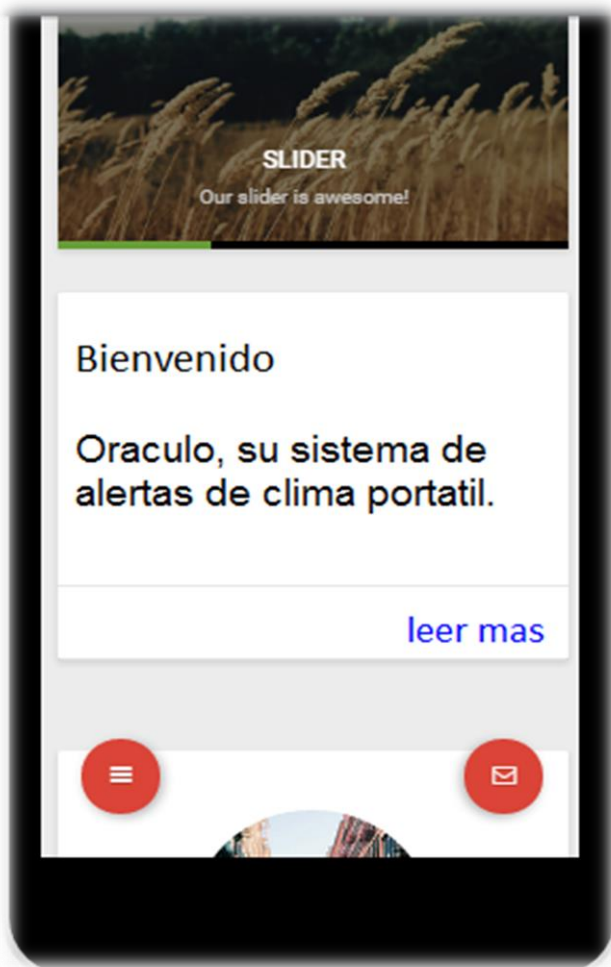 SLIDER
Our slider is awesome!
Bienvenido
Oraculo, su sistema de
alertas de clima portatil.
leer mas